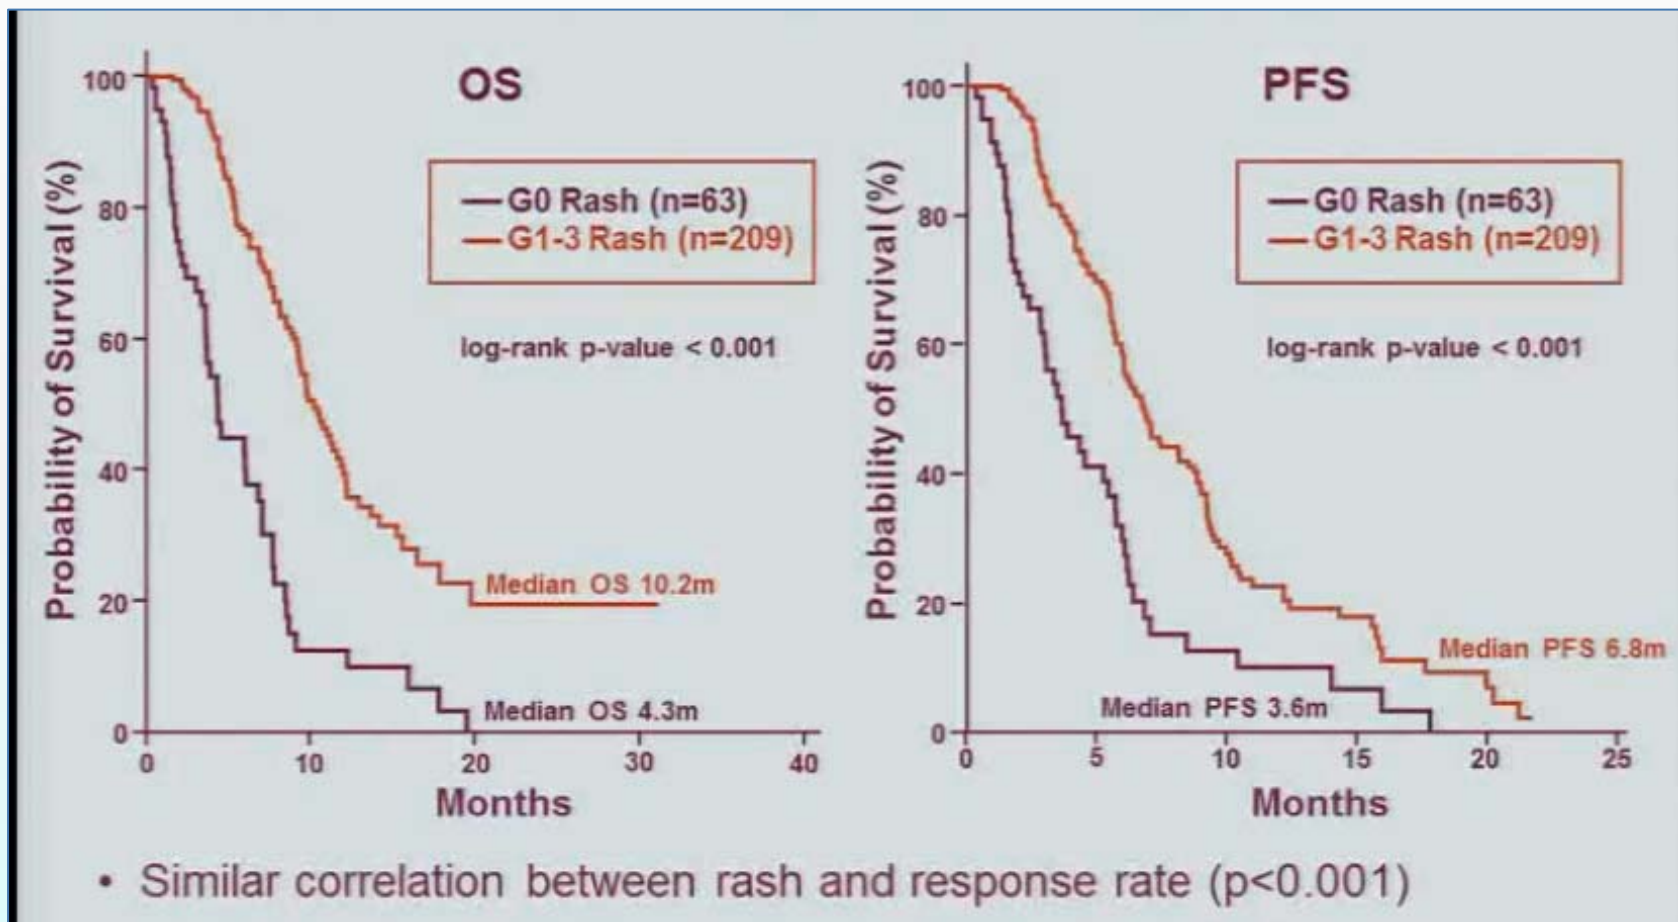 OS
Probability of Survival (%)
100
80
60
40
20
0
G0 Rash (n=63)
G1-3 Rash (n=209)
log-rank p-value < 0.001
Median OS 10.2m
Median OS 4.3m
0 10 20 30 40
Months
PFS
Probability of Survival (%)
100
80
60
40
20
0
G0 Rash (n=63)
G1-3 Rash (n=209)
log-rank p-value < 0.001
Median PFS 6.8m
Median PFS 3.6m
0 5 10 15 20 25
Months
• Similar correlation between rash and response rate (p<0.001)